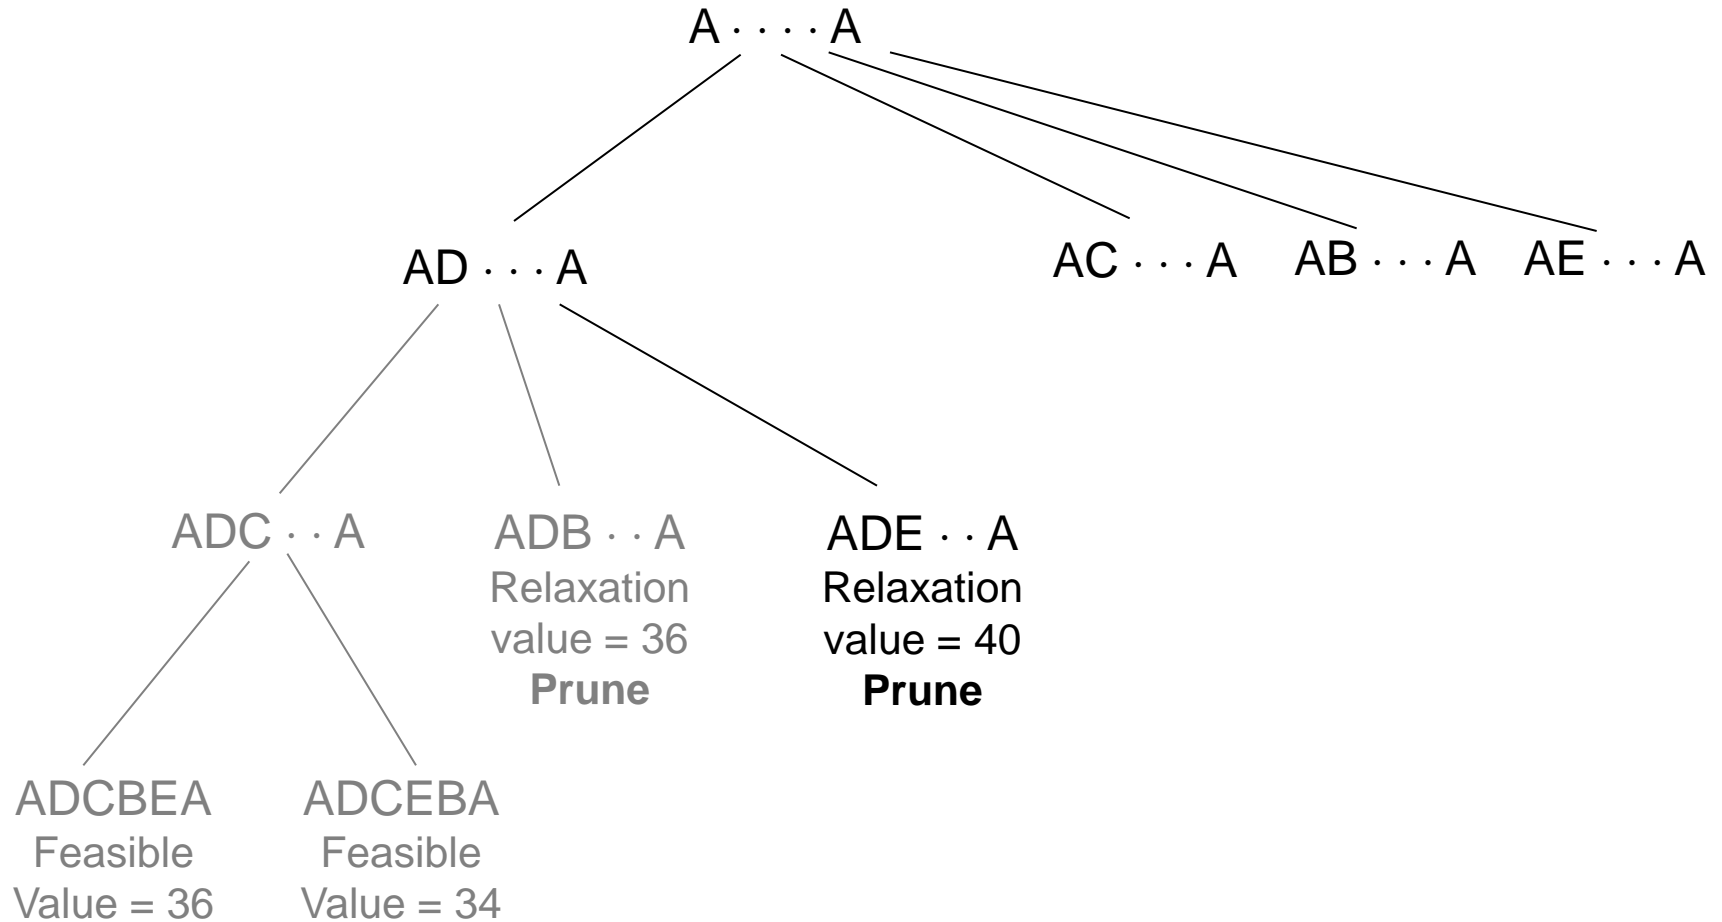 A · · · · A
AD · · · A
AC · · · A
AB · · · A
AE · · · A
ADC · · A
ADB · · A
Relaxation
value = 36
Prune
ADE · · A
Relaxation
value = 40
Prune
ADCBEA
Feasible
Value = 36
ADCEBA
Feasible
Value = 34